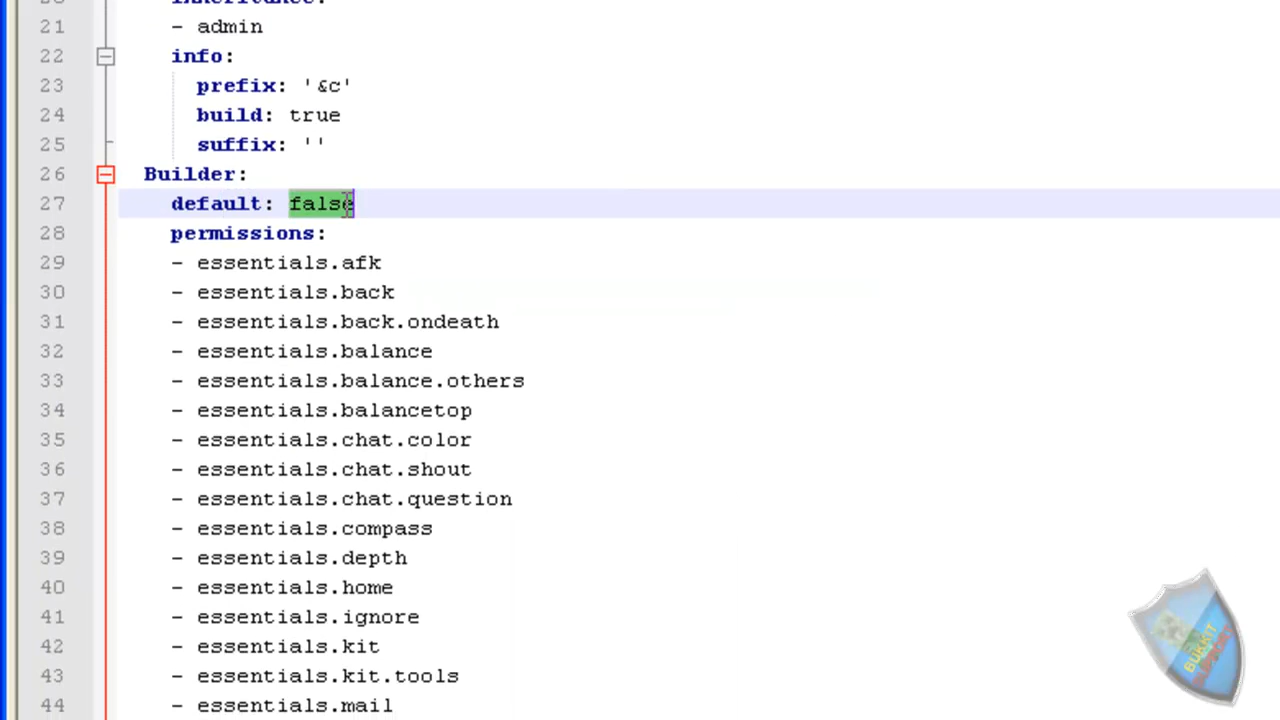 20 inheritance:
21 - admin
22 info:
23 prefix: '&c'
24 build: true
25 suffix: ''
26 Builder:
27 default: false
28 permissions:
29 - essentials.afk
30 - essentials.back
31 - essentials.back.ondeath
32 - essentials.balance
33 - essentials.balance.others
34 - essentials.balancetop
35 - essentials.chat.color
36 - essentials.chat.shout
37 - essentials.chat.question
38 - essentials.compass
39 - essentials.depth
40 - essentials.home
41 - essentials.ignore
42 - essentials.kit
43 - essentials.kit.tools
44 - essentials.mail
BUKKIT